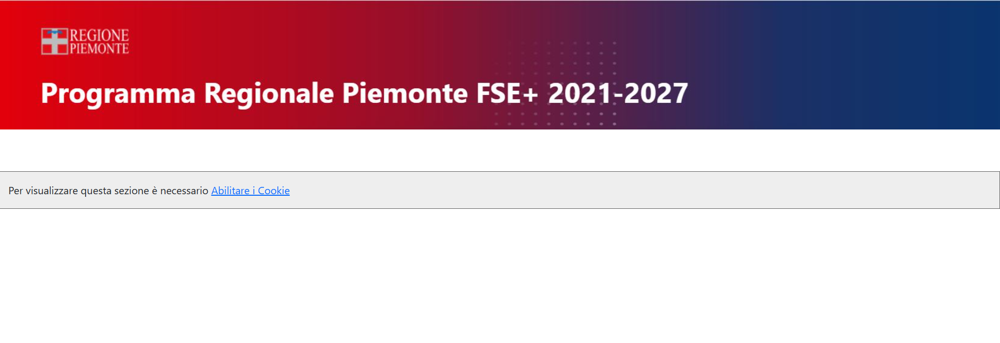 REGIONE
PIEMONTE
Programma Regionale Piemonte FSE+ 2021-2027
Per visualizzare questa sezione è necessario Abilitare i Cookie